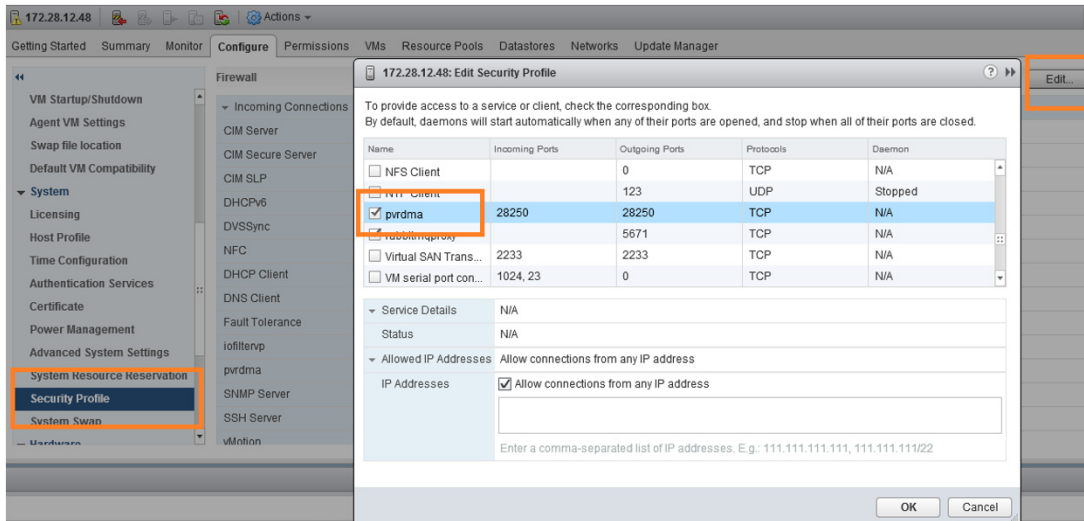 172.28.12.48 Actions
Getting Started Summary Monitor Configure Permissions VMs Resource Pools Datastores Networks Update Manager
VM Startup/Shutdown
Agent VM Settings
Swap file location
Default VM Compatibility
System
Licensing
Host Profile
Time Configuration
Authentication Services
Certificate
Power Management
Advanced System Settings
System Resource Reservation
Security Profile
System Swap
Hardware
Firewall
Incoming Connections
CIM Server
CIM Secure Server
CIM SLP
DHCPv6
DVSSync
NFC
DHCP Client
DNS Client
Fault Tolerance
iofiltervp
pvrdma
SNMP Server
SSH Server
vMotion
Edit...
172.28.12.48: Edit Security Profile
To provide access to a service or client, check the corresponding box.
By default, daemons will start automatically when any of their ports are opened, and stop when all of their ports are closed.
Name Incoming Ports Outgoing Ports Protocols Daemon
NFS Client 0 TCP N/A
NTP Client 123 UDP Stopped
pvrdma 28250 28250 TCP N/A
rabbitmqproxy 5671 TCP N/A
Virtual SAN Trans... 2233 2233 TCP N/A
VM serial port con... 1024, 23 0 TCP N/A
Service Details N/A
Status N/A
Allowed IP Addresses Allow connections from any IP address
IP Addresses Allow connections from any IP address
Enter a comma-separated list of IP addresses. E.g.: 111.111.111.111, 111.111.111/22
OK Cancel